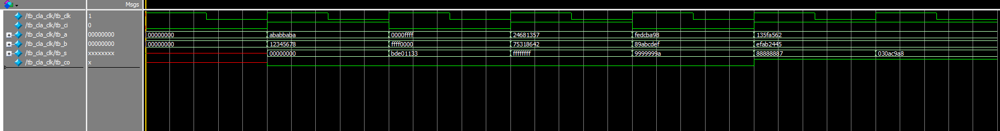 Msgs
/tb_cla_clk/tb_clk 1
/tb_cla_clk/tb_ci 0
/tb_cla_clk/tb_a 00000000 00000000 ababbaba 0000ffff 24681357 fedcba98 135fa562
/tb_cla_clk/tb_b 00000000 00000000 12345678 ffff0000 75318642 89abcdef efab2445
/tb_cla_clk/tb_s xxxxxxxx 00000000 bde01133 ffffffff 9999999a 88888887 030ac9a8
/tb_cla_clk/tb_co x